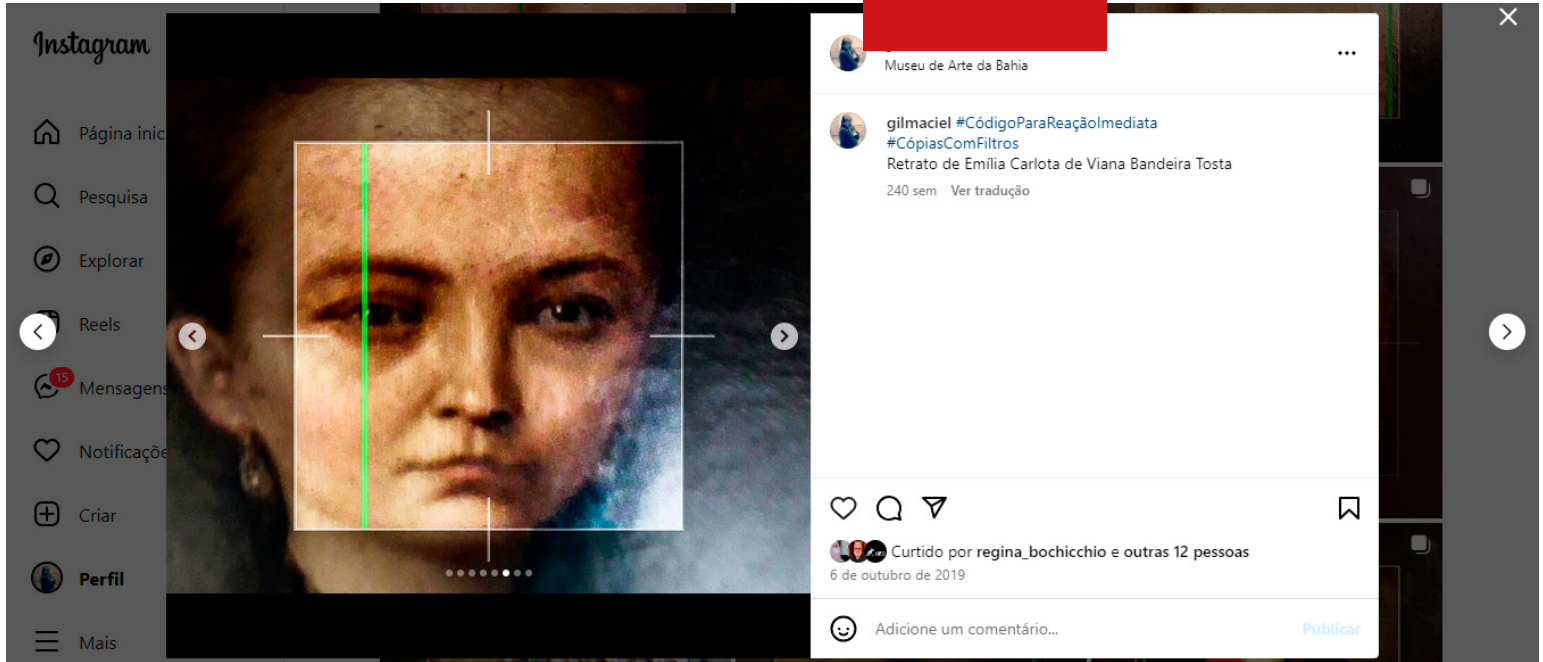 Instagram
Página inic
Pesquisa
Explorar
Reels
15
Mensagens
Notificaçõe
Criar
Perfil
Mais
Museu de Arte da Bahia
gilmaciel #CódigoParaReaçãoImediata
#CópiasComFiltros
Retrato de Emília Carlota de Viana Bandeira Tosta
240 sem Ver tradução
Curtido por regina_bochicchio e outras 12 pessoas
6 de outubro de 2019
Adicione um comentário...
Publicar